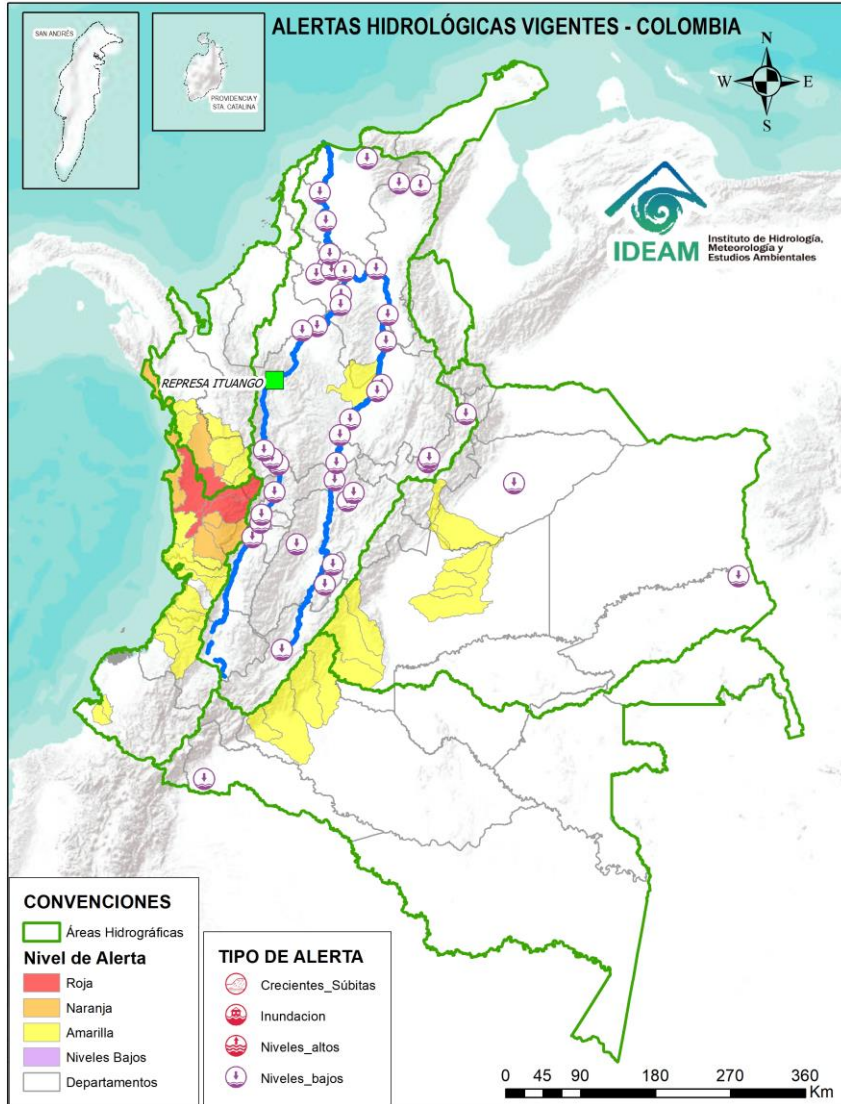 SAN ANDRÉS
PROVIDENCIA Y
STA. CATALINA
ALERTAS HIDROLÓGICAS VIGENTES - COLOMBIA
N
W E
S
IDEAM
Instituto de Hidrología,
Meteorología y
Estudios Ambientales
REPRESA ITUANGO
CONVENCIONES
Áreas Hidrográficas
Nivel de Alerta
Roja
Naranja
Amarilla
Niveles Bajos
Departamentos
TIPO DE ALERTA
Crecientes_Súbitas
Inundacion
Niveles_altos
Niveles_bajos
0 45 90 180 270 360
Km